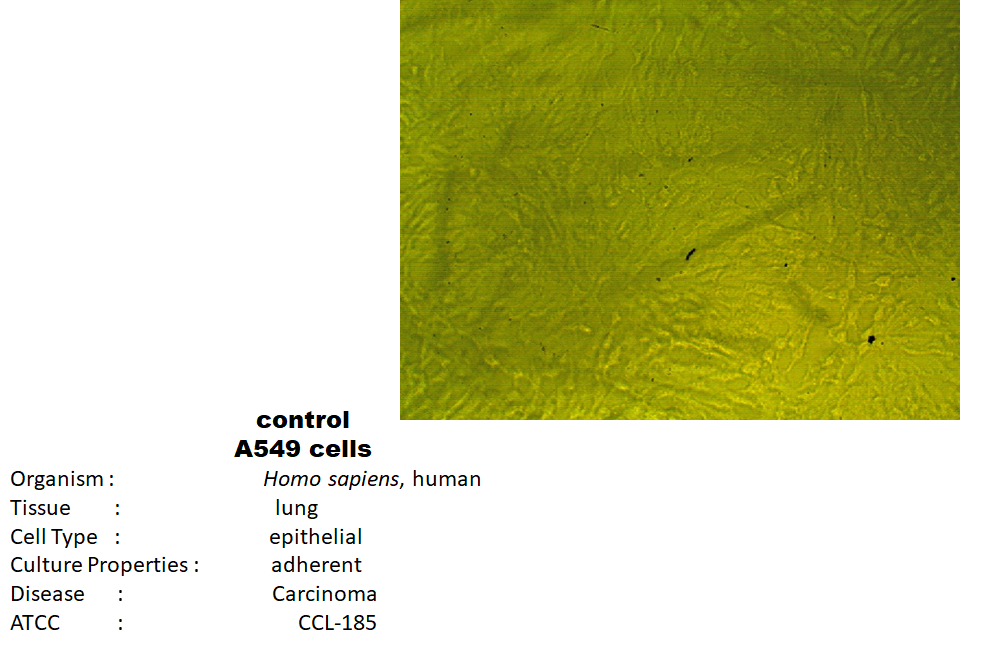 control
A549 cells
Organism : Homo sapiens, human
Tissue : lung
Cell Type : epithelial
Culture Properties : adherent
Disease : Carcinoma
ATCC : CCL-185